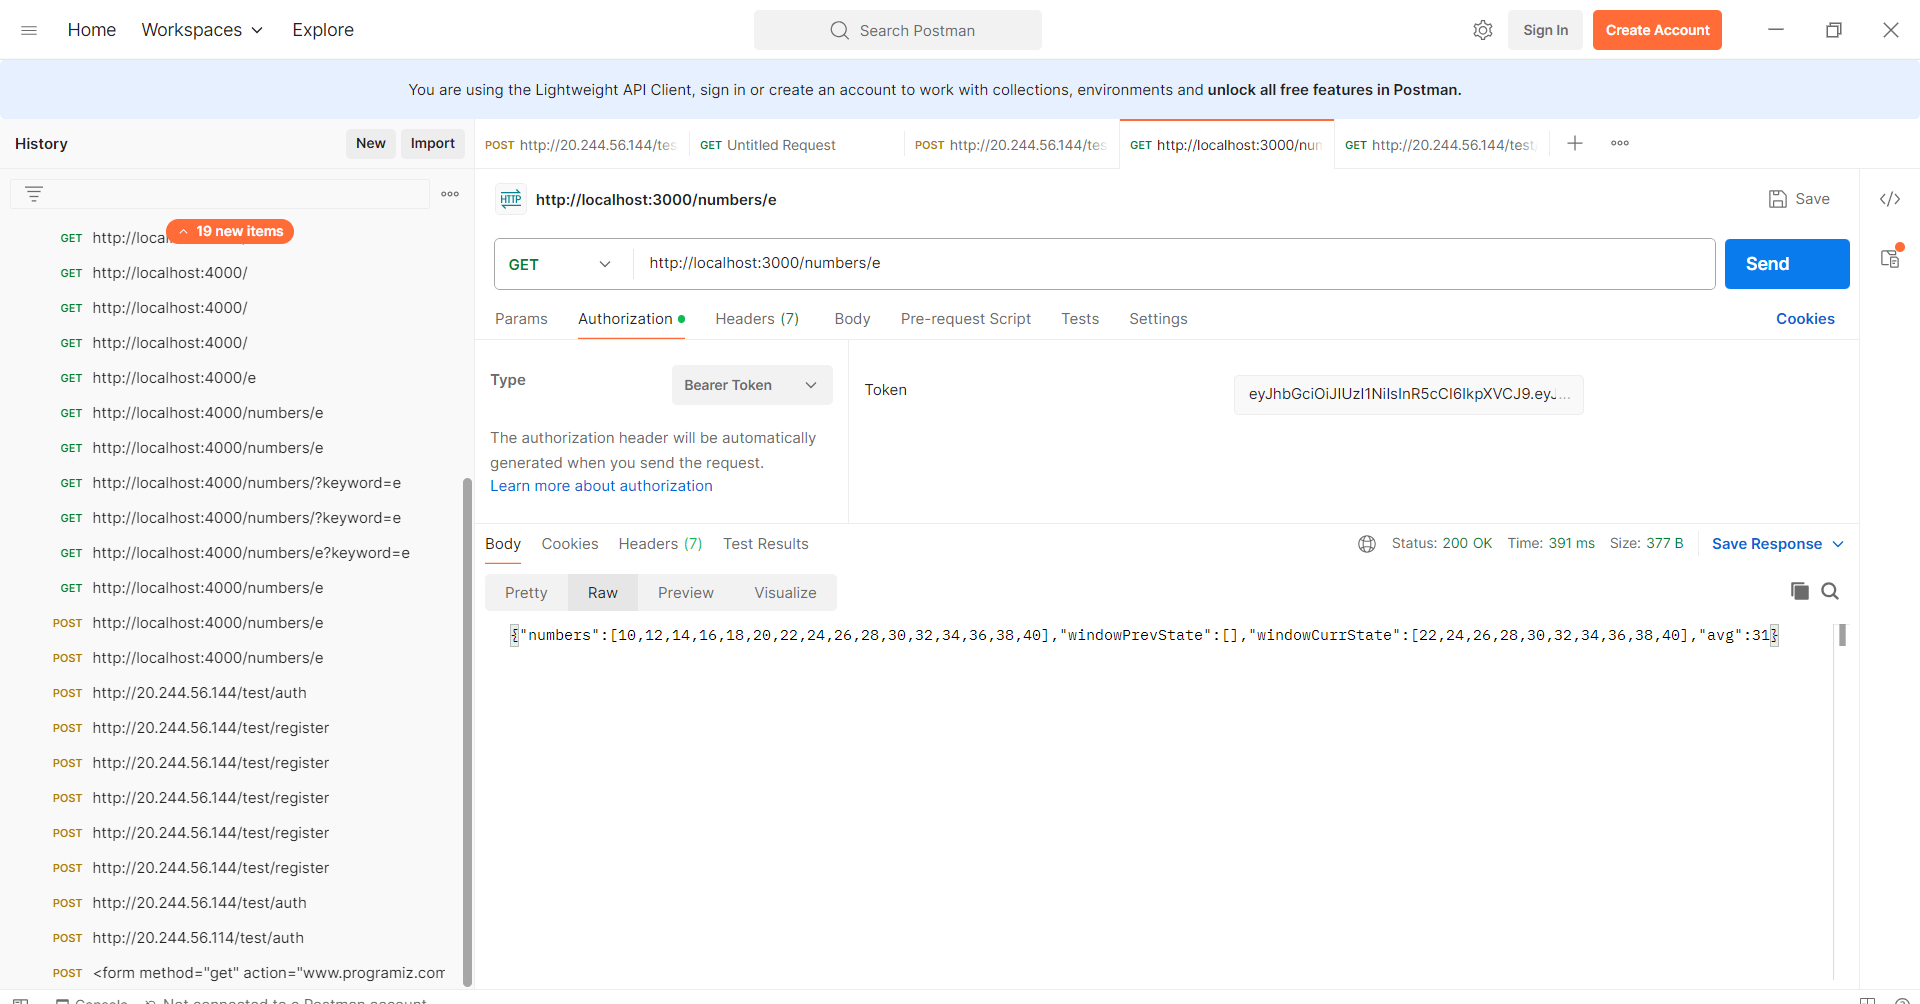 Home
Workspaces
Explore
Search Postman
Sign In
Create Account
You are using the Lightweight API Client, sign in or create an account to work with collections, environments and unlock all free features in Postman.
History
New
Import
POST http://20.244.56.144/tes
GET Untitled Request
POST http://20.244.56.144/tes
GET http://localhost:3000/num
GET http://20.244.56.144/test
19 new items
GET http://loca
GET http://localhost:4000/
GET http://localhost:4000/
GET http://localhost:4000/
GET http://localhost:4000/e
GET http://localhost:4000/numbers/e
GET http://localhost:4000/numbers/e
GET http://localhost:4000/numbers/?keyword=e
GET http://localhost:4000/numbers/?keyword=e
GET http://localhost:4000/numbers/e?keyword=e
GET http://localhost:4000/numbers/e
POST http://localhost:4000/numbers/e
POST http://localhost:4000/numbers/e
POST http://20.244.56.144/test/auth
POST http://20.244.56.144/test/register
POST http://20.244.56.144/test/register
POST http://20.244.56.144/test/register
POST http://20.244.56.144/test/register
POST http://20.244.56.144/test/register
POST http://20.244.56.144/test/auth
POST http://20.244.56.114/test/auth
POST <form method="get" action="www.programiz.com
HTTP
http://localhost:3000/numbers/e
Save
GET
http://localhost:3000/numbers/e
Send
Params
Authorization
Headers (7)
Body
Pre-request Script
Tests
Settings
Cookies
Type
Bearer Token
The authorization header will be automatically
generated when you send the request.
Learn more about authorization
Token
eyJhbGciOiJIUzI1NiIsInR5cCI6IkpXVCJ9.eyJ...
Body
Cookies
Headers (7)
Test Results
Status: 200 OK
Time: 391 ms
Size: 377 B
Save Response
Pretty
Raw
Preview
Visualize
{"numbers":[10,12,14,16,18,20,22,24,26,28,30,32,34,36,38,40],"windowPrevState":[],"windowCurrState":[22,24,26,28,30,32,34,36,38,40],"avg":31}
Console
Not connected to a Postman account